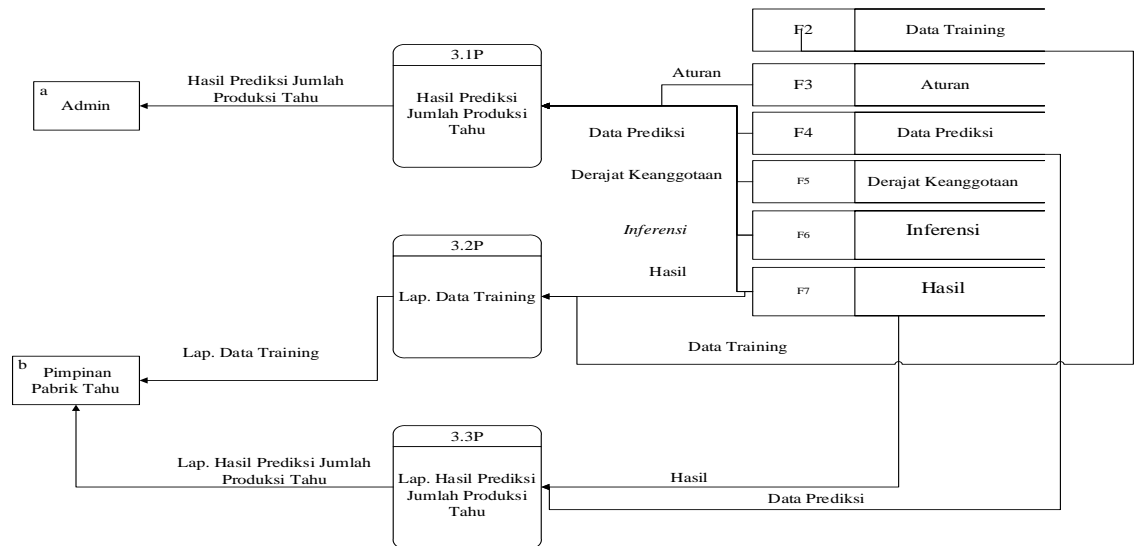 F2
Data Training
3.1P
Hasil Prediksi Jumlah
Produksi Tahu
Aturan
a
Admin
Hasil Prediksi
Jumlah Produksi
Tahu
F3
Aturan
Data Prediksi
F4
Data Prediksi
Derajat Keanggotaan
F5
Derajat Keanggotaan
Inferensi
F6
Inferensi
3.2P
Hasil
F7
Hasil
Lap. Data Training
Lap. Data Training
Data Training
b
Pimpinan
Pabrik Tahu
3.3P
Lap. Hasil Prediksi Jumlah
Produksi Tahu
Lap. Hasil Prediksi
Jumlah Produksi
Tahu
Hasil
Data Prediksi